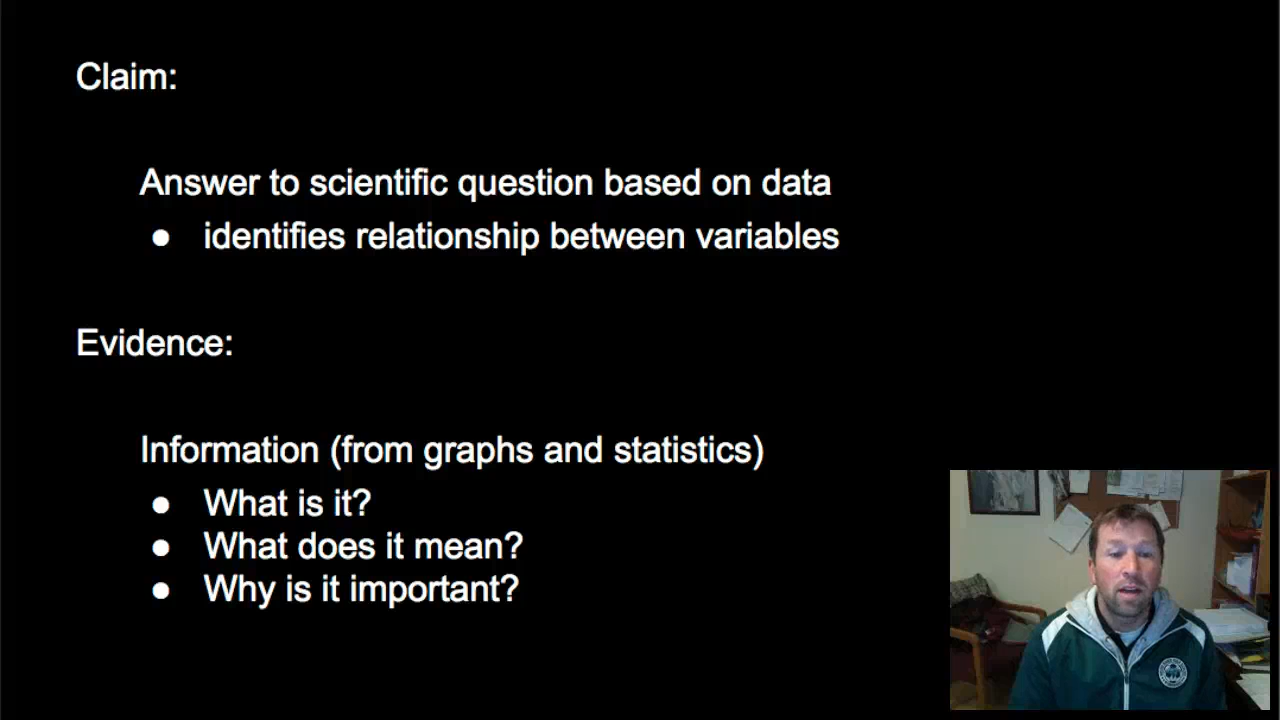 Claim:
Answer to scientific question based on data
● identifies relationship between variables
Evidence:
Information (from graphs and statistics)
● What is it?
● What does it mean?
● Why is it important?